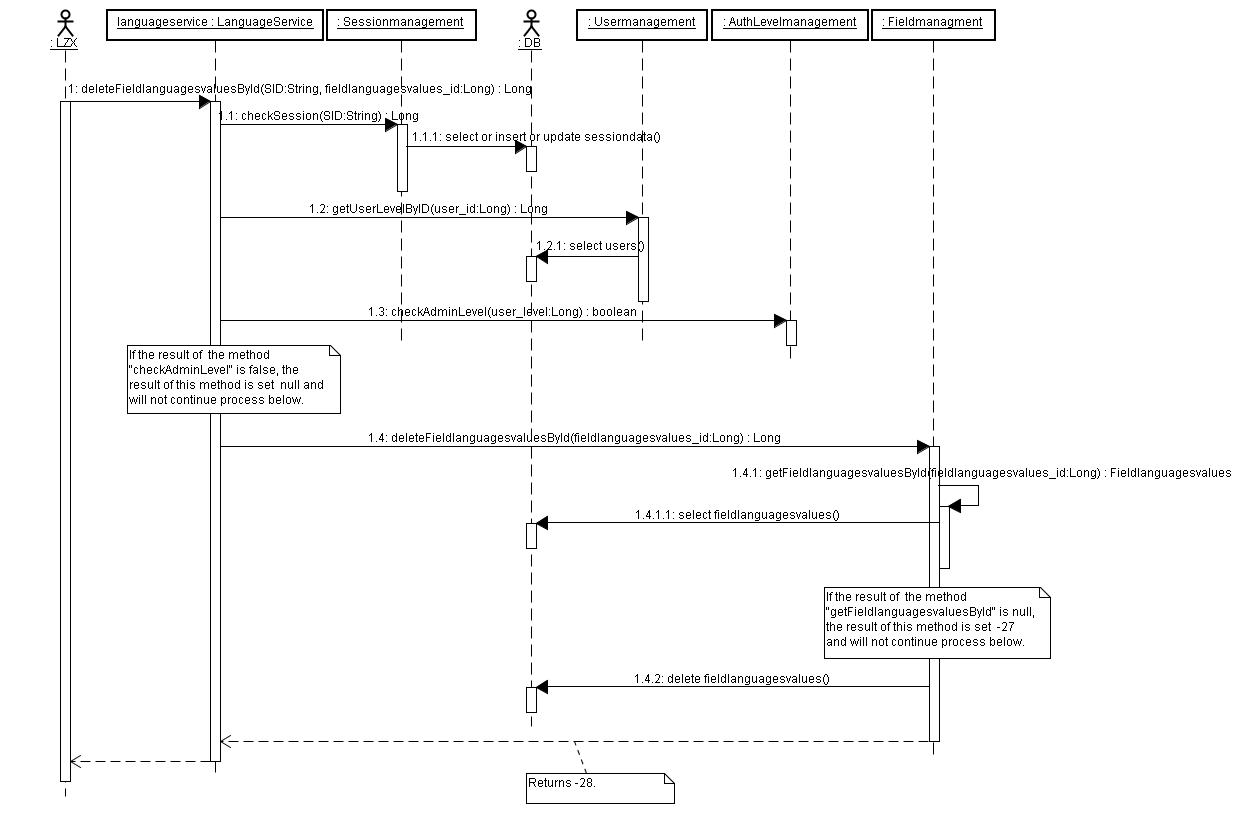 languageservice : LanguageService
: Sessionmanagement
: Usermanagement
: AuthLevelmanagement
: Fieldmanagment
: LZX
: DB
1: deleteFieldlanguagesvaluesById(SID:String, fieldlanguagesvalues_id:Long) : Long
1.1: checkSession(SID:String) : Long
1.1.1: select or insert or update sessiondata()
1.2: getUserLevelByID(user_id:Long) : Long
1.2.1: select users()
1.3: checkAdminLevel(user_level:Long) : boolean
If the result of the method
"checkAdminLevel" is false, the
result of this method is set null and
will not continue process below.
1.4: deleteFieldlanguagesvaluesById(fieldlanguagesvalues_id:Long) : Long
1.4.1: getFieldlanguagesvaluesById(fieldlanguagesvalues_id:Long) : Fieldlanguagesvalues
1.4.1.1: select fieldlanguagesvalues()
If the result of the method
"getFieldlanguagesvaluesById" is null,
the result of this method is set -27
and will not continue process below.
1.4.2: delete fieldlanguagesvalues()
Returns -28.